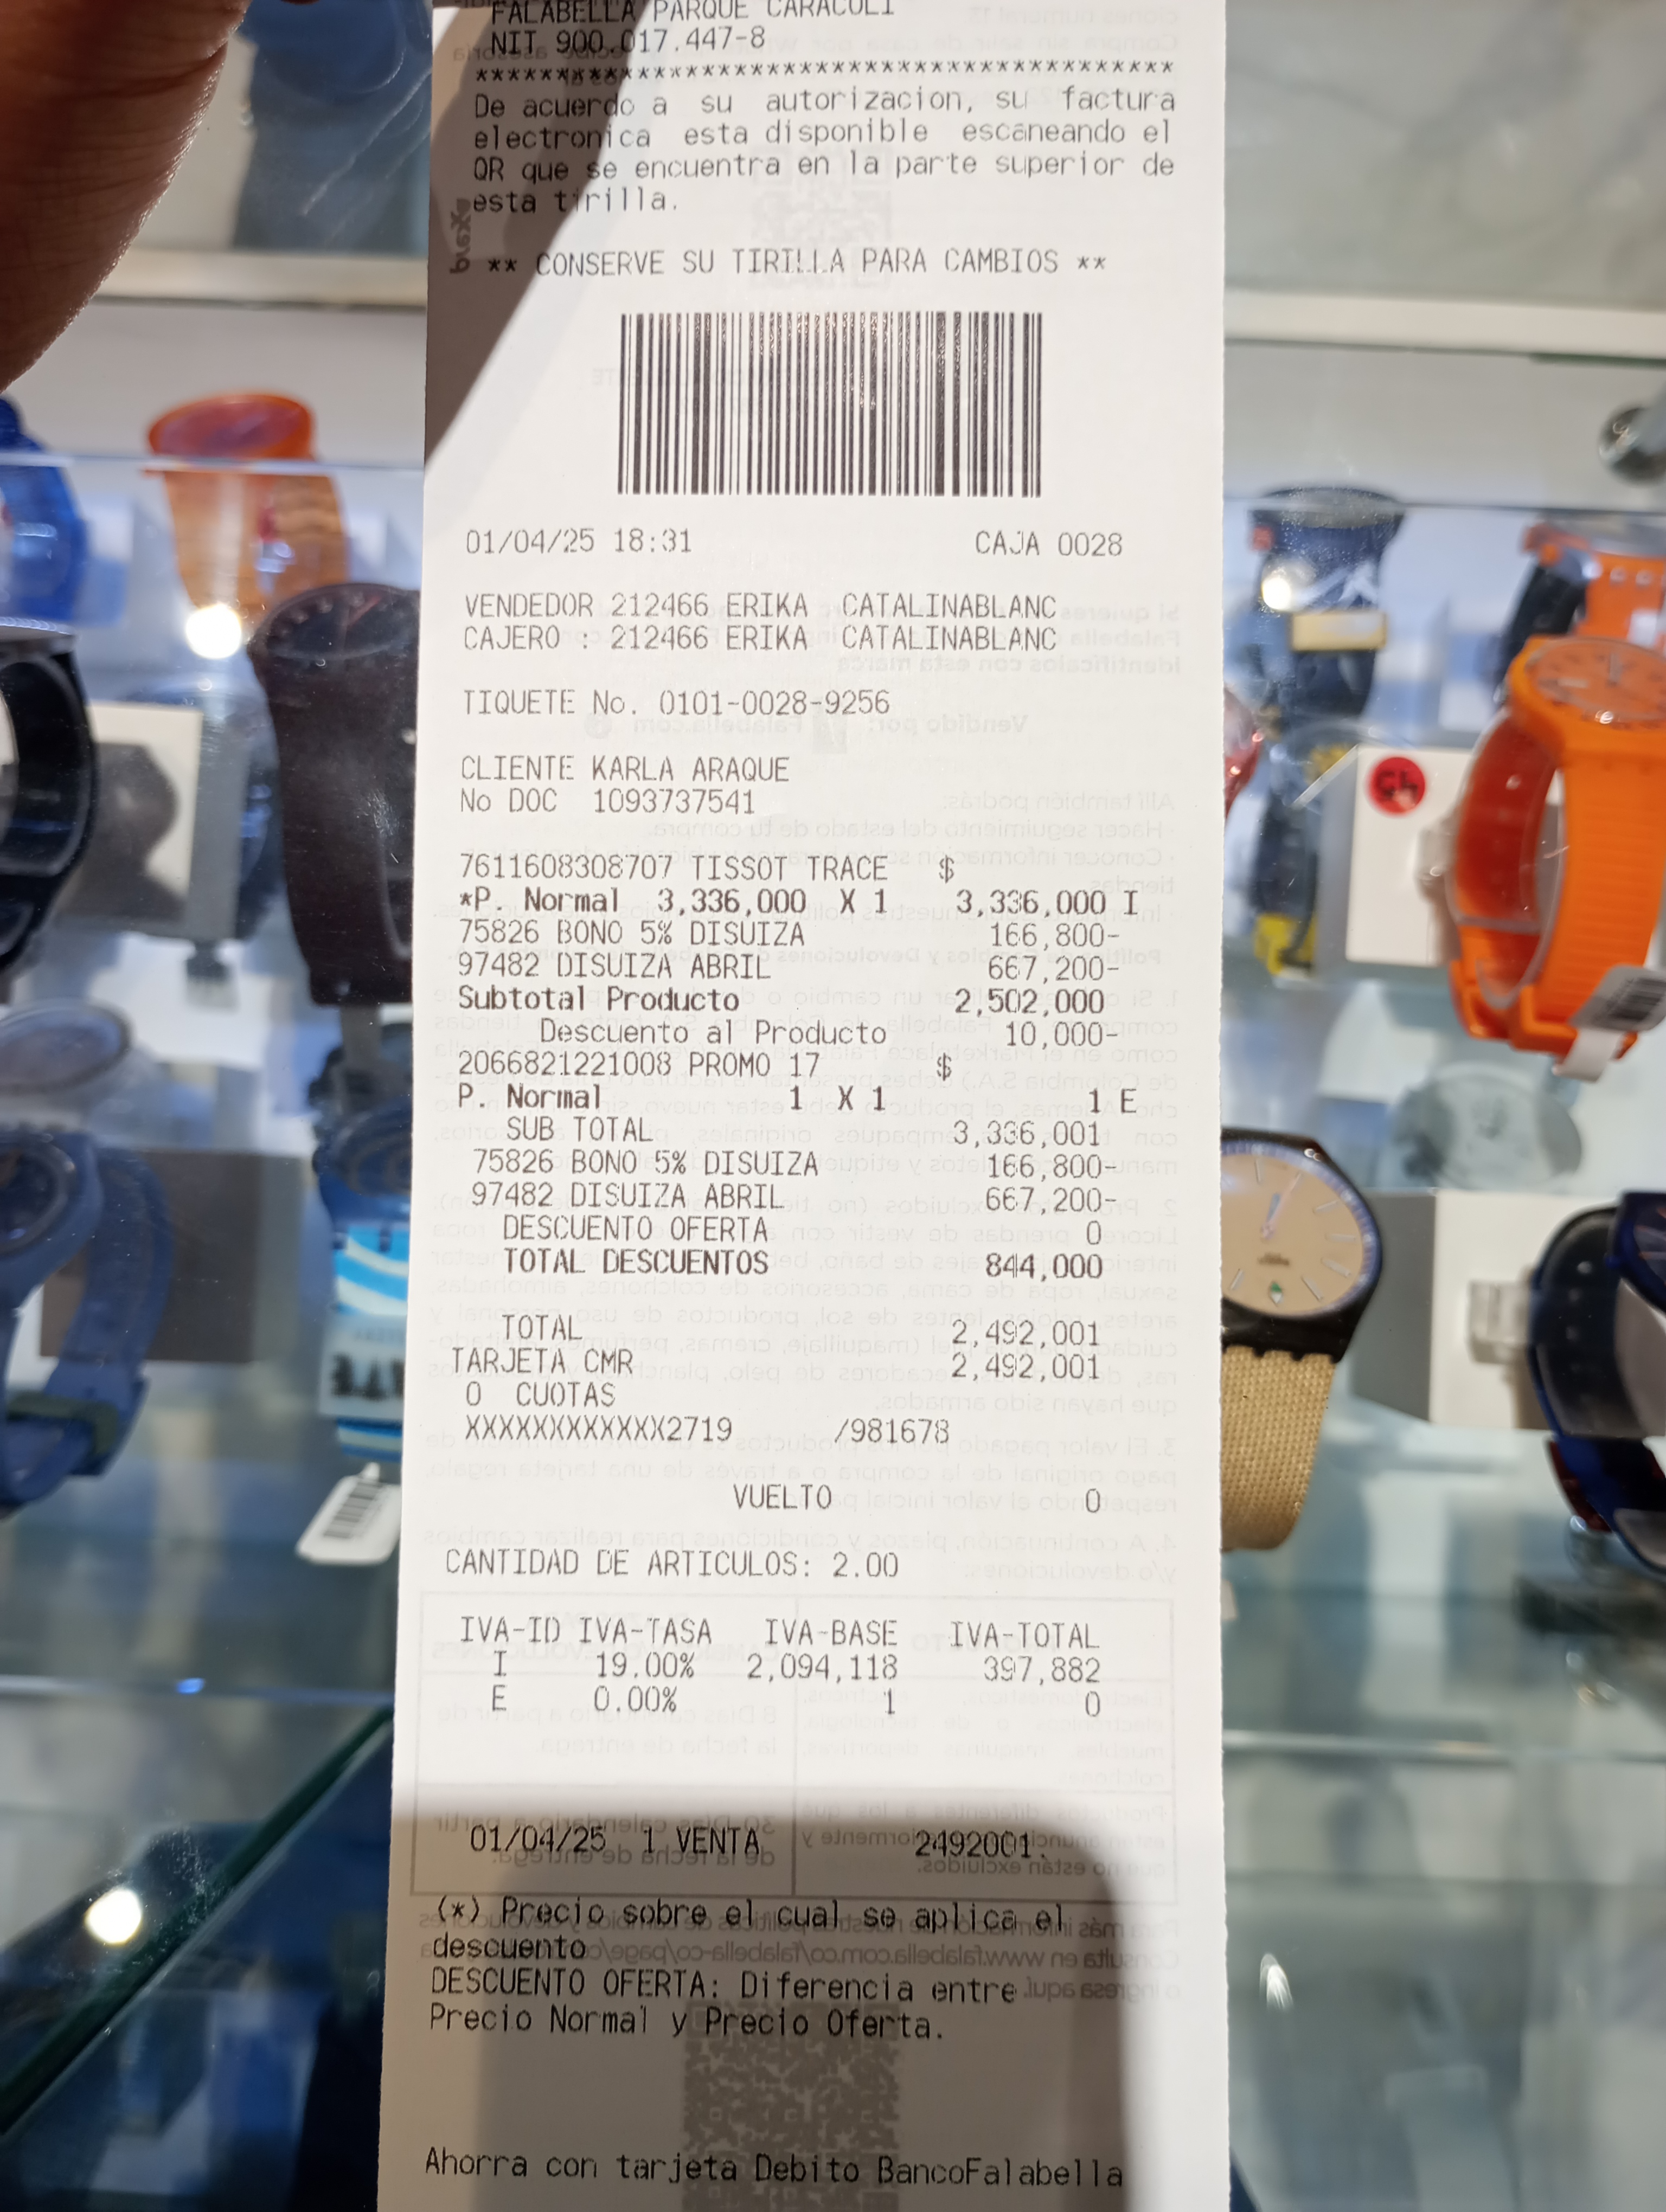 FALABELLA PARQUE CARACOLI
NIT 900.017.447-8
*******************************************
De acuerdo a su autorizacion, su factura
electronica esta disponible escaneando el
QR que se encuentra en la parte superior de
esta tirilla.
** CONSERVE SU TIRILLA PARA CAMBIOS **
01/04/25 18:31 CAJA 0028
VENDEDOR 212466 ERIKA CATALINABLANC
CAJERO : 212466 ERIKA CATALINABLANC
TIQUETE No. 0101-0028-9256
CLIENTE KARLA ARAQUE
No DOC 1093737541
7611608308707 TISSOT TRACE $
*P. Normal 3,336,000 X 1 3,336,000 I
75826 BONO 5% DISUIZA 166,800-
97482 DISUIZA ABRIL 667,200-
Subtotal Producto 2,502,000
Descuento al Producto 10,000-
2066821221008 PROMO 17 $
P. Normal 1 X 1 1 E
SUB TOTAL 3,336,001
75826 BONO 5% DISUIZA 166,800-
97482 DISUIZA ABRIL 667,200-
DESCUENTO OFERTA 0
TOTAL DESCUENTOS 844,000
TOTAL 2,492,001
TARJETA CMR 2,492,001
0 CUOTAS
XXXXXXXXXXXX2719 /981678
VUELTO 0
CANTIDAD DE ARTICULOS: 2.00
IVA-ID IVA-TASA IVA-BASE IVA-TOTAL
I 19.00% 2,094,118 397,882
E 0.00% 1 0
01/04/25 1 VENTA 2492001.
(*) Precio sobre el cual se aplica el
descuento
DESCUENTO OFERTA: Diferencia entre
Precio Normal y Precio Oferta.
Ahorra con tarjeta Debito BancoFalabella